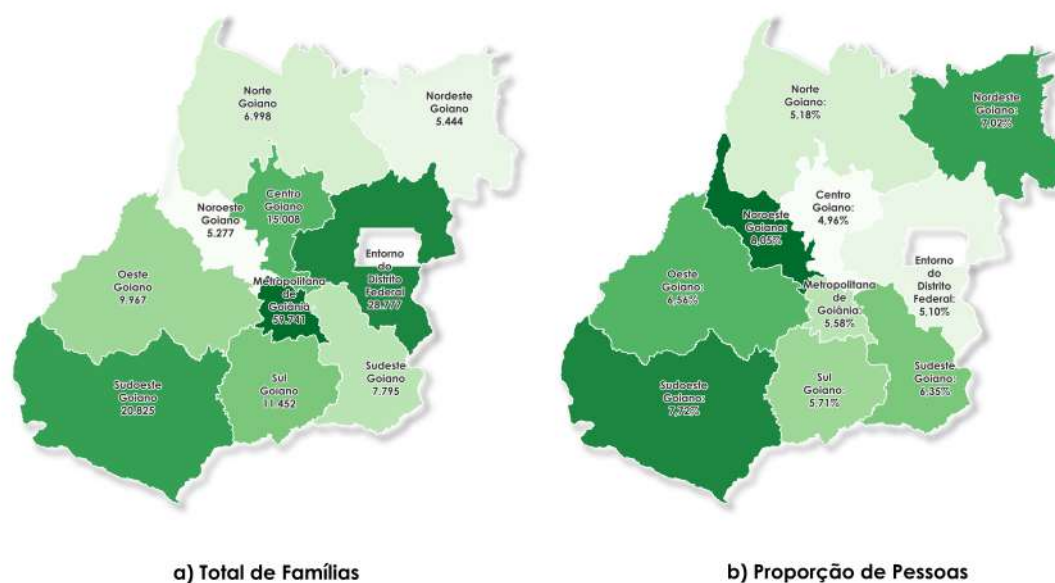 Norte
Goiano
6.998
Nordeste
Goiano
5.444
Centro
Goiano
15.008
Noroeste
Goiano
5.277
Entorno
do
Distrito
Federal
28.777
Oeste
Goiano
9.967
Metropolitana
de
Goiânia
59.741
Sudoeste
Goiano
20.825
Sul
Goiano
11.452
Sudeste
Goiano
7.795
a) Total de Famílias
Norte
Goiano:
5,18%
Nordeste
Goiano:
7,02%
Centro
Goiano:
4,96%
Noroeste
Goiano:
8,05%
Entorno
do
Distrito
Federal:
5,10%
Oeste
Goiano:
6,56%
Metropolitana
de
Goiânia:
5,58%
Sudoeste
Goiano:
7,72%
Sul
Goiano:
5,71%
Sudeste
Goiano:
6,35%
b) Proporção de Pessoas